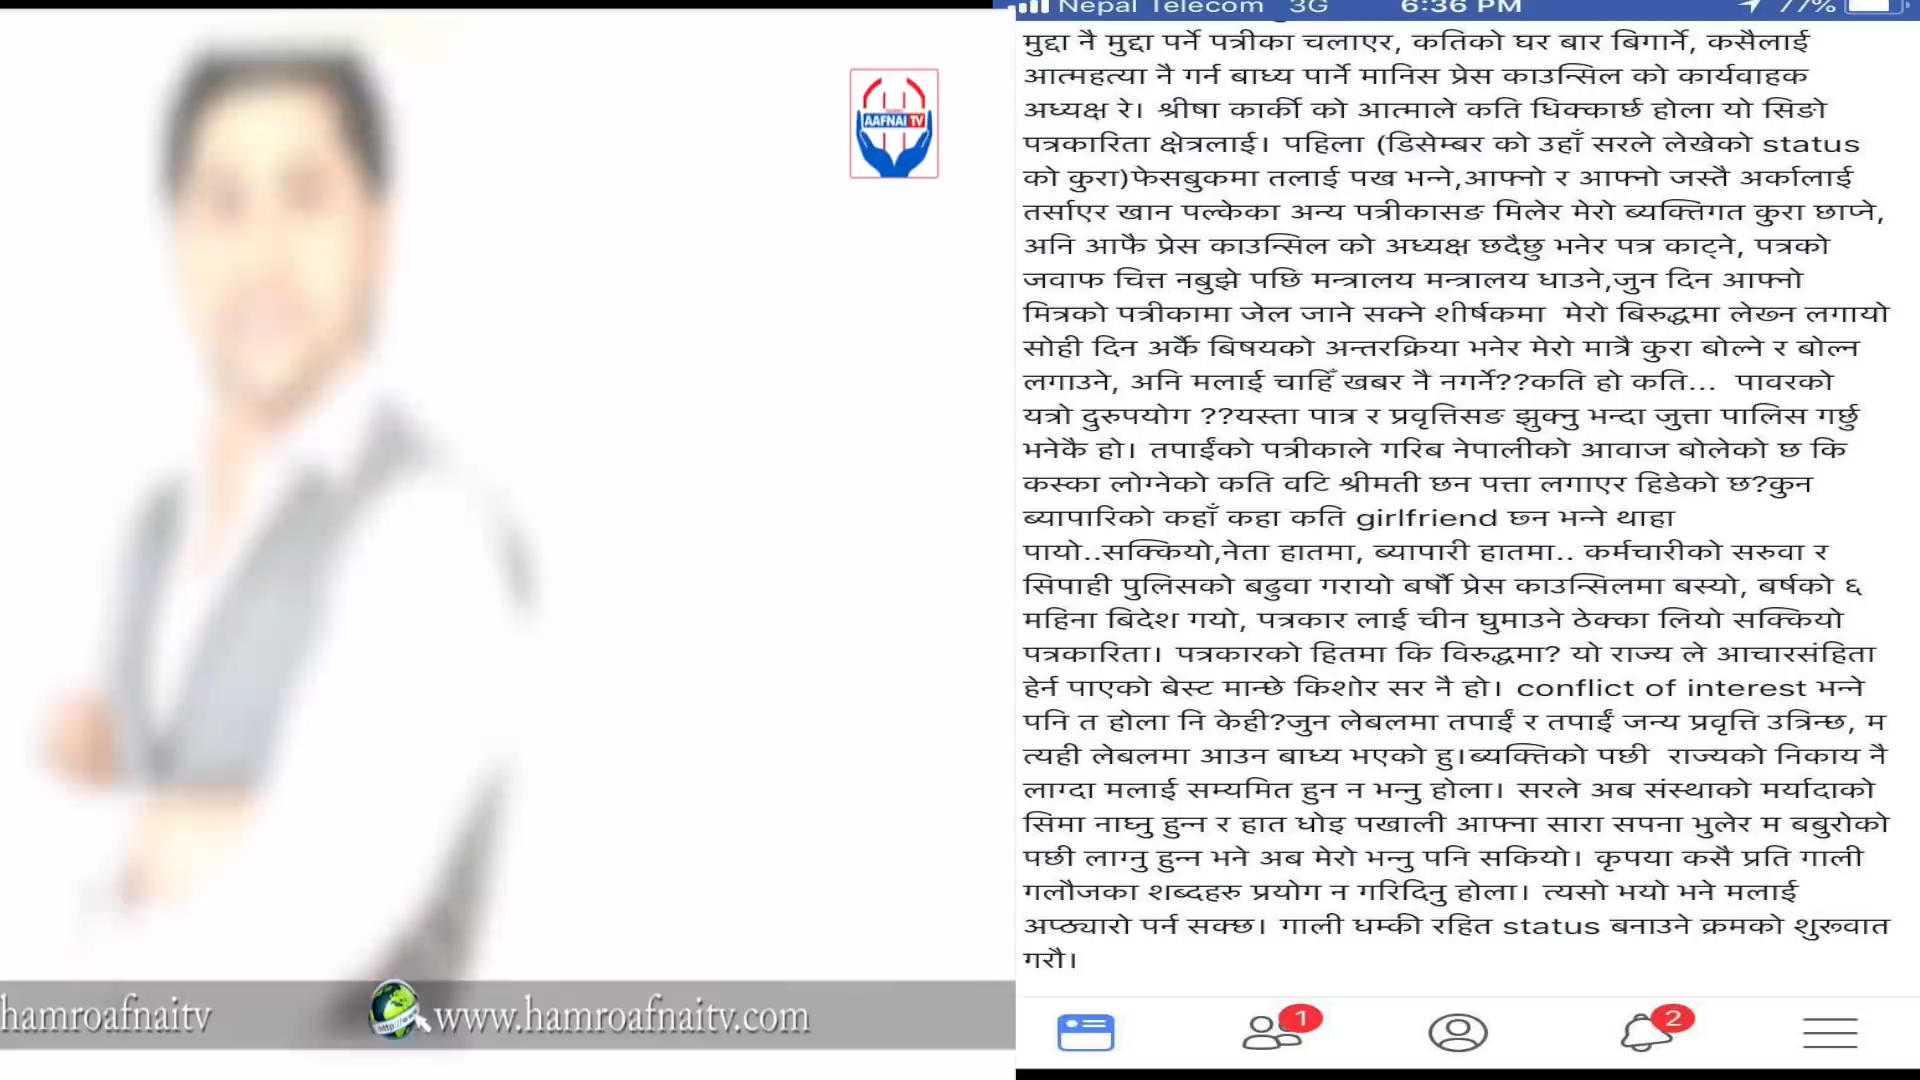 AAFNAI TV
hamroafnaitv
http://www
www.hamroafnaitv.com
Nepal Telecom 3G 6:36 PM 77%
मुद्दा नै मुद्दा पर्ने पत्रीका चलाएर, कतिको घर बार बिगार्ने, कसैलाई
आत्महत्या नै गर्न बाध्य पार्ने मानिस प्रेस काउन्सिल को कार्यवाहक
अध्यक्ष रे। श्रीषा कार्की को आत्माले कति धिक्कार्छ होला यो सिङो
पत्रकारिता क्षेत्रलाई। पहिला (डिसेम्बर को उहाँ सरले लेखेको status
को कुरा)फेसबुकमा तलाई पख भन्ने,आफ्नो र आफ्नो जस्तै अर्कालाई
तर्साएर खान पल्केका अन्य पत्रीकासङ मिलेर मेरो ब्यक्तिगत कुरा छाप्ने,
अनि आफै प्रेस काउन्सिल को अध्यक्ष छदैछु भनेर पत्र काट्ने, पत्रको
जवाफ चित्त नबुझे पछि मन्त्रालय मन्त्रालय धाउने,जुन दिन आफ्नो
मित्रको पत्रीकामा जेल जाने सक्ने शीर्षकमा मेरो बिरुद्धमा लेख्न लगायो
सोही दिन अर्कै बिषयको अन्तरक्रिया भनेर मेरो मात्रै कुरा बोल्ने र बोल्न
लगाउने, अनि मलाई चाहिँ खबर नै नगर्ने??कति हो कति... पावरको
यत्रो दुरुपयोग ??यस्ता पात्र र प्रवृत्तिसङ झुक्नु भन्दा जुत्ता पालिस गर्छु
भनेकै हो। तपाईंको पत्रीकाले गरिब नेपालीको आवाज बोलेको छ कि
कस्का लोग्नेको कति वटि श्रीमती छन पत्ता लगाएर हिडेको छ?कुन
ब्यापारिको कहाँ कहा कति girlfriend छन भन्ने थाहा
पायो..सक्कियो,नेता हातमा, ब्यापारी हातमा.. कर्मचारीको सरुवा र
सिपाही पुलिसको बढुवा गरायो बर्षौ प्रेस काउन्सिलमा बस्यो, बर्षको ६
महिना बिदेश गयो, पत्रकार लाई चीन घुमाउने ठेक्का लियो सक्कियो
पत्रकारिता। पत्रकारको हितमा कि विरुद्धमा? यो राज्य ले आचारसंहिता
हेर्न पाएको बेस्ट मान्छे किशोर सर नै हो। conflict of interest भन्ने
पनि त होला नि केही?जुन लेबलमा तपाईं र तपाईं जन्य प्रवृत्ति उत्रिन्छ, म
त्यही लेबलमा आउन बाध्य भएको हु।ब्यक्तिको पछी राज्यको निकाय नै
लाग्दा मलाई सम्यमित हुन न भन्नु होला। सरले अब संस्थाको मर्यादाको
सिमा नाघ्नु हुन्न र हात धोइ पखाली आफ्ना सारा सपना भुलेर म बबुरोको
पछी लाग्नु हुन्न भने अब मेरो भन्नु पनि सकियो। कृपया कसै प्रति गाली
गलौजका शब्दहरु प्रयोग न गरिदिनु होला। त्यसो भयो भने मलाई
अप्ठ्यारो पर्न सक्छ। गाली धम्की रहित status बनाउने क्रमको शुरूवात
गरौ।
1
2